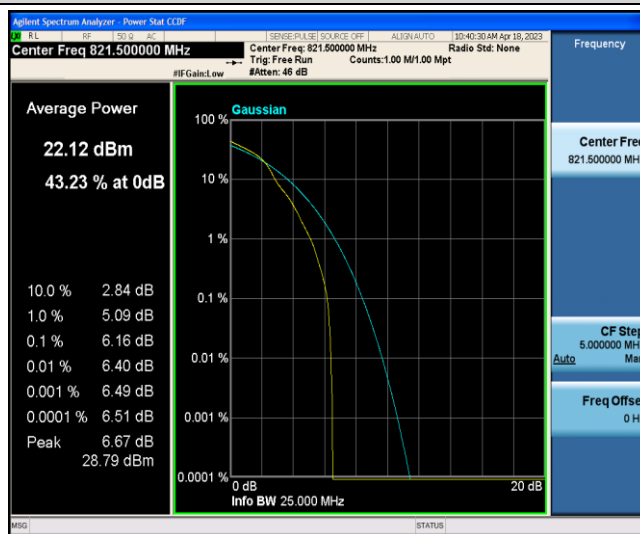 Agilent Spectrum Analyzer - Power Stat CCDF
RL RF 50 Ω AC SENSE:PULSE SOURCE OFF ALIGN AUTO 10:40:30 AM Apr 18, 2023
Center Freq 821.500000 MHz
Center Freq: 821.500000 MHz Radio Std: None
Trig: Free Run Counts:1.00 M/1.00 Mpt
#IFGain:Low #Atten: 46 dB
Frequency
Average Power
22.12 dBm
43.23 % at 0dB
10.0 % 2.84 dB
1.0 % 5.09 dB
0.1 % 6.16 dB
0.01 % 6.40 dB
0.001 % 6.49 dB
0.0001 % 6.51 dB
Peak 6.67 dB
28.79 dBm
Gaussian
100 %
10 %
1 %
0.1 %
0.01 %
0.001 %
0.0001 %
0 dB 20 dB
Info BW 25.000 MHz
Center Fre
821.500000 MH
CF Step
5.000000 MH
Auto Ma
Freq Offse
0 H
MSG STATUS